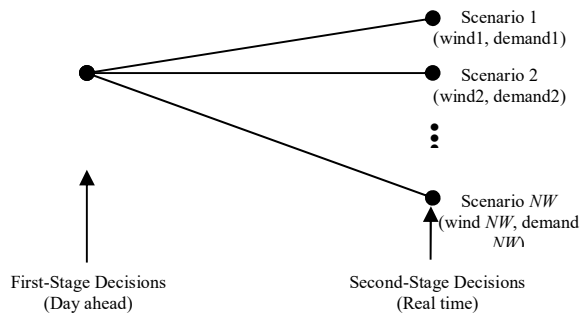 Scenario 1
(wind1, demand1)
Scenario 2
(wind2, demand2)
Scenario NW
(wind NW, demand
NW)
First-Stage Decisions
(Day ahead)
Second-Stage Decisions
(Real time)